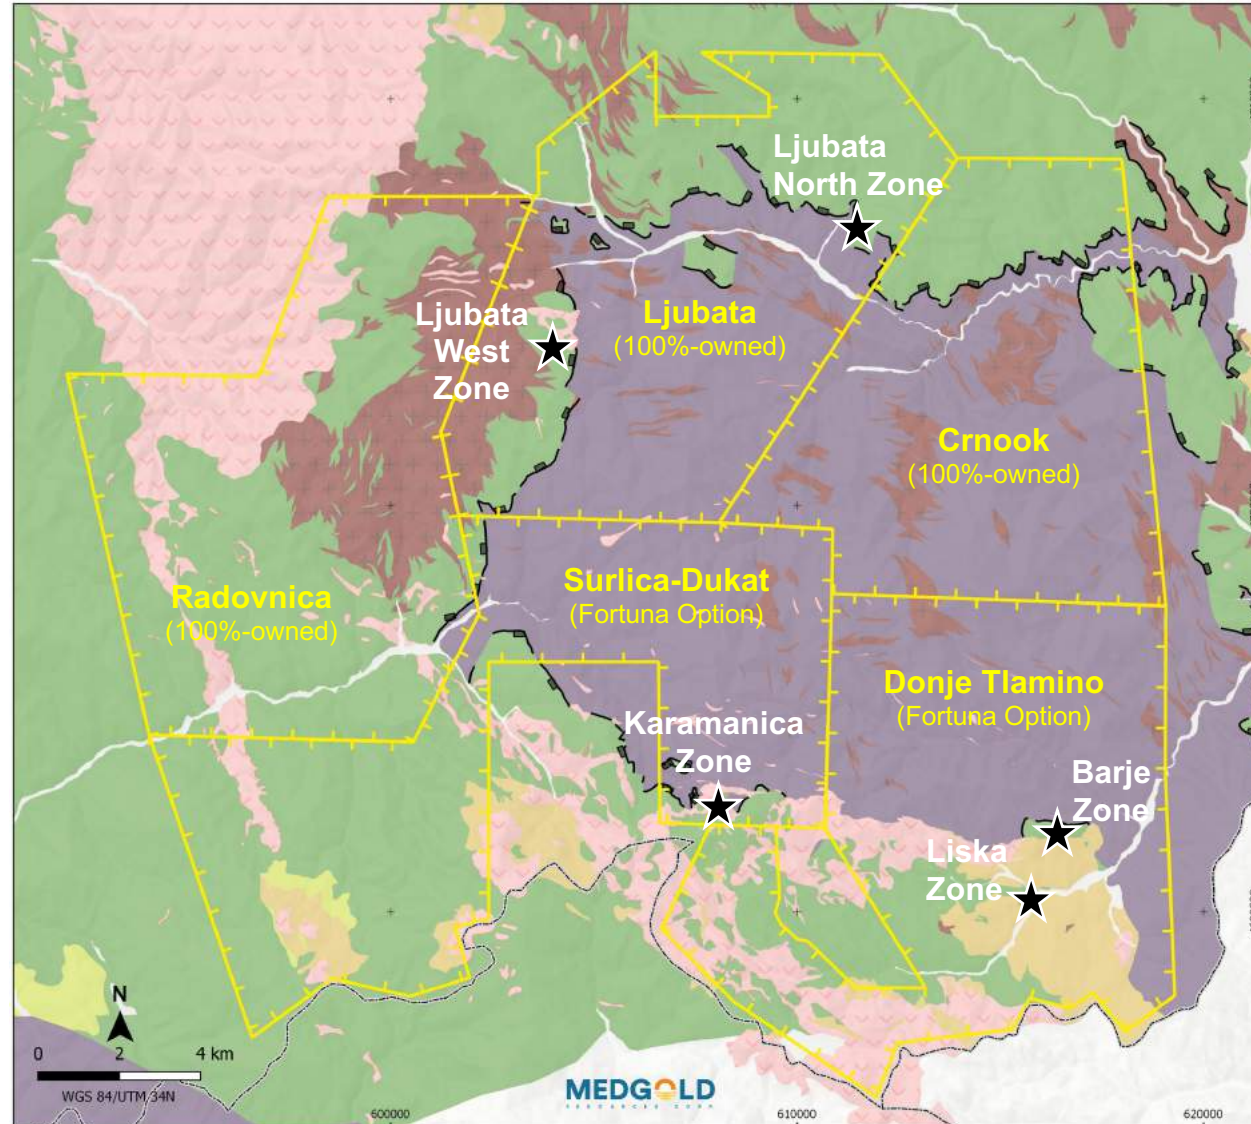 Ljubata
North Zone
Ljubata
West
Zone
Ljubata
(100%-owned)
Crnook
(100%-owned)
Radovnica
(100%-owned)
Surlica-Dukat
(Fortuna Option)
Donje Tlamino
(Fortuna Option)
Karamanica
Zone
Barje
Zone
Liska
Zone
N
0 2 4 km
WGS 84/UTM 34N
MEDGOLD
RESOURCES CORP
600000 610000 620000